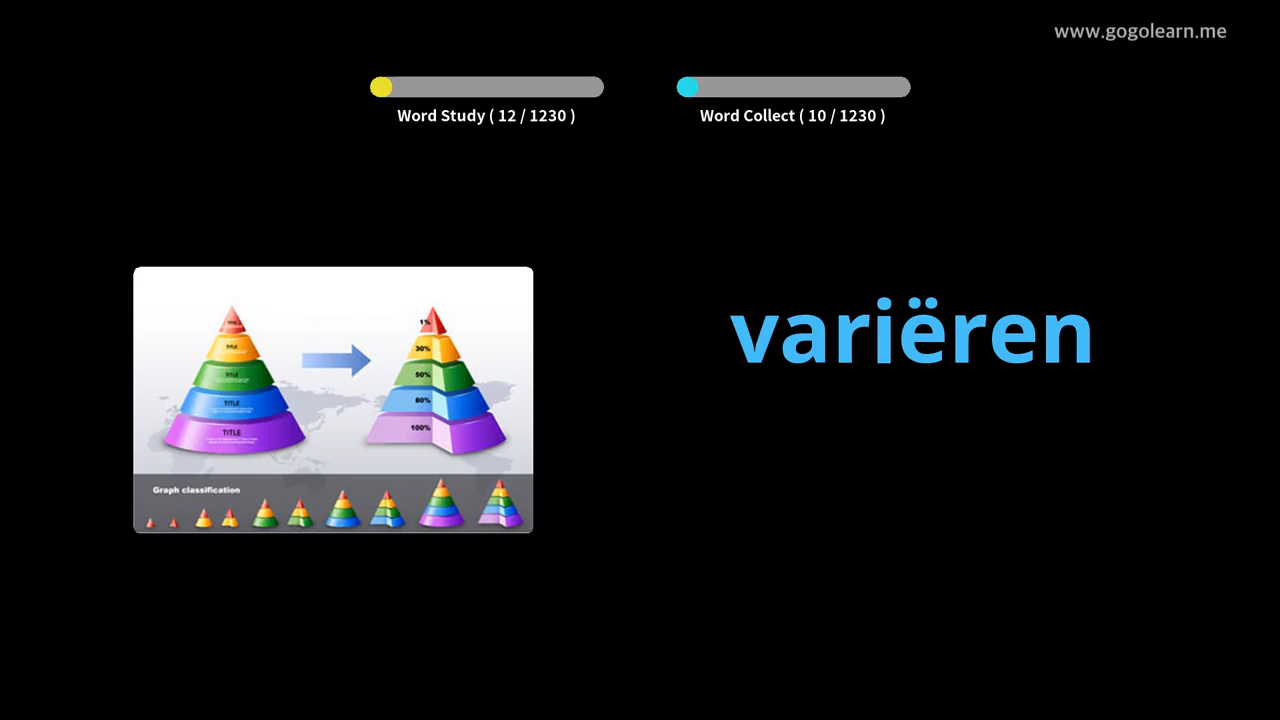 www.gogolearn.me
Word Study ( 12 / 1230 )
Word Collect ( 10 / 1230 )
variëren
1%
TITLE
30%
TITLE
50%
TITLE
80%
TITLE
100%
Graph classification